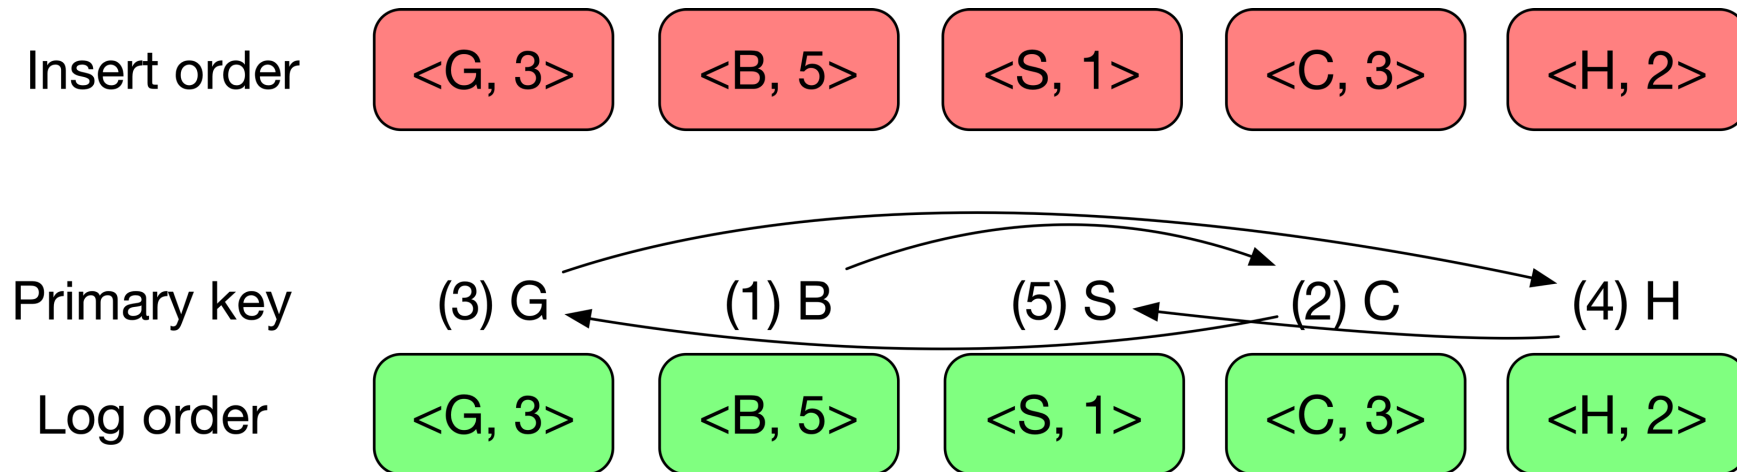 Insert order <G, 3> <B, 5> <S, 1> <C, 3> <H, 2>
Primary key (3) G (1) B (5) S (2) C (4) H
Log order <G, 3> <B, 5> <S, 1> <C, 3> <H, 2>